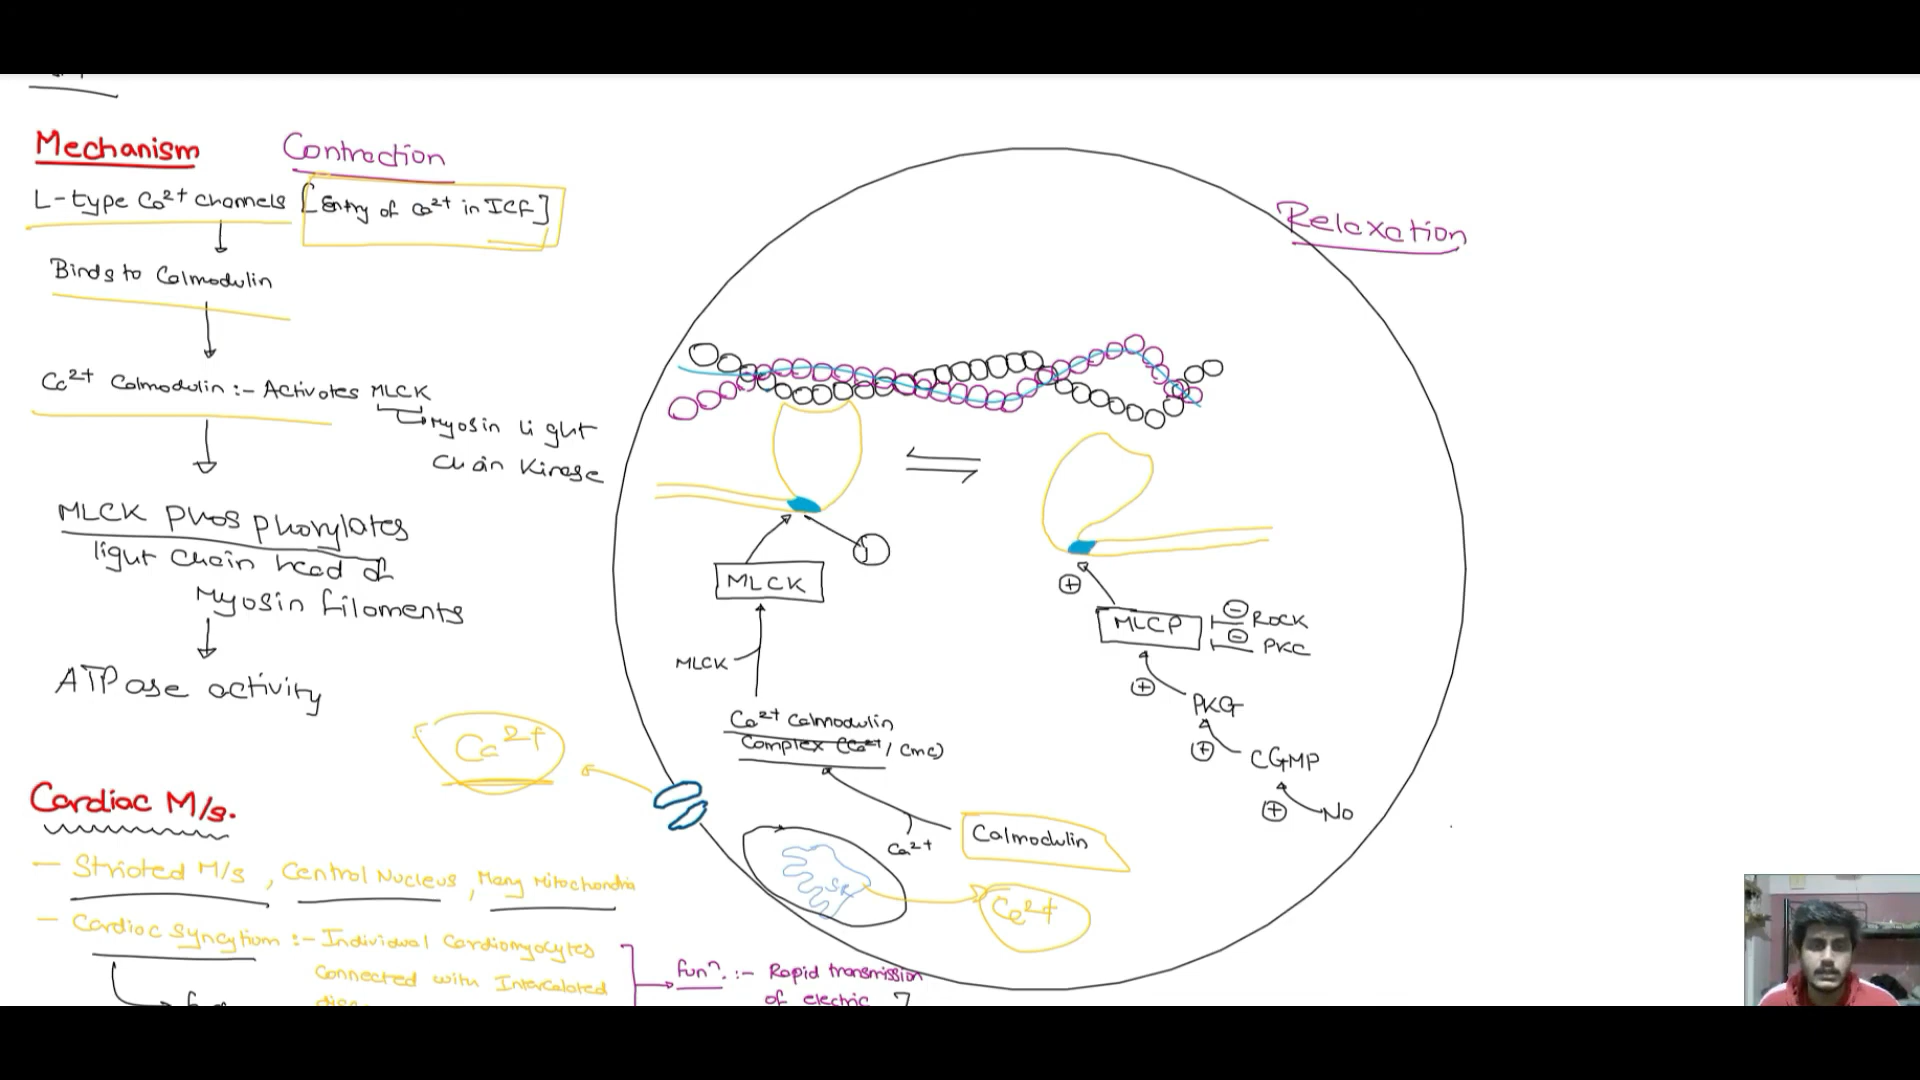 Mechanism
Contraction
L-type Ca²⁺ channels [Entry of Ca²⁺ in ICF]
Binds to Calmodulin
Ca²⁺ Calmodulin :- Activates MLCK
Myosin light
Chain Kinase
MLCK phosphorylates
light chain head of
Myosin filaments
ATPase activity
Ca²⁺
Relaxation
MLCK
MLCK
Ca²⁺ Calmodulin
Complex (Ca²⁺/CMC)
Ca²⁺
Calmodulin
SR
Ca²⁺
+
MLCP
- ROCK
- PKC
+
PKG
+
CGMP
+
NO
Cardiac M/s.
- Striated M/s, Central Nucleus, Many Mitochondria
- Cardiac Syncytium :- Individual Cardiomyocytes
Connected with Intercalated
funⁿ. :- Rapid transmission
of electric